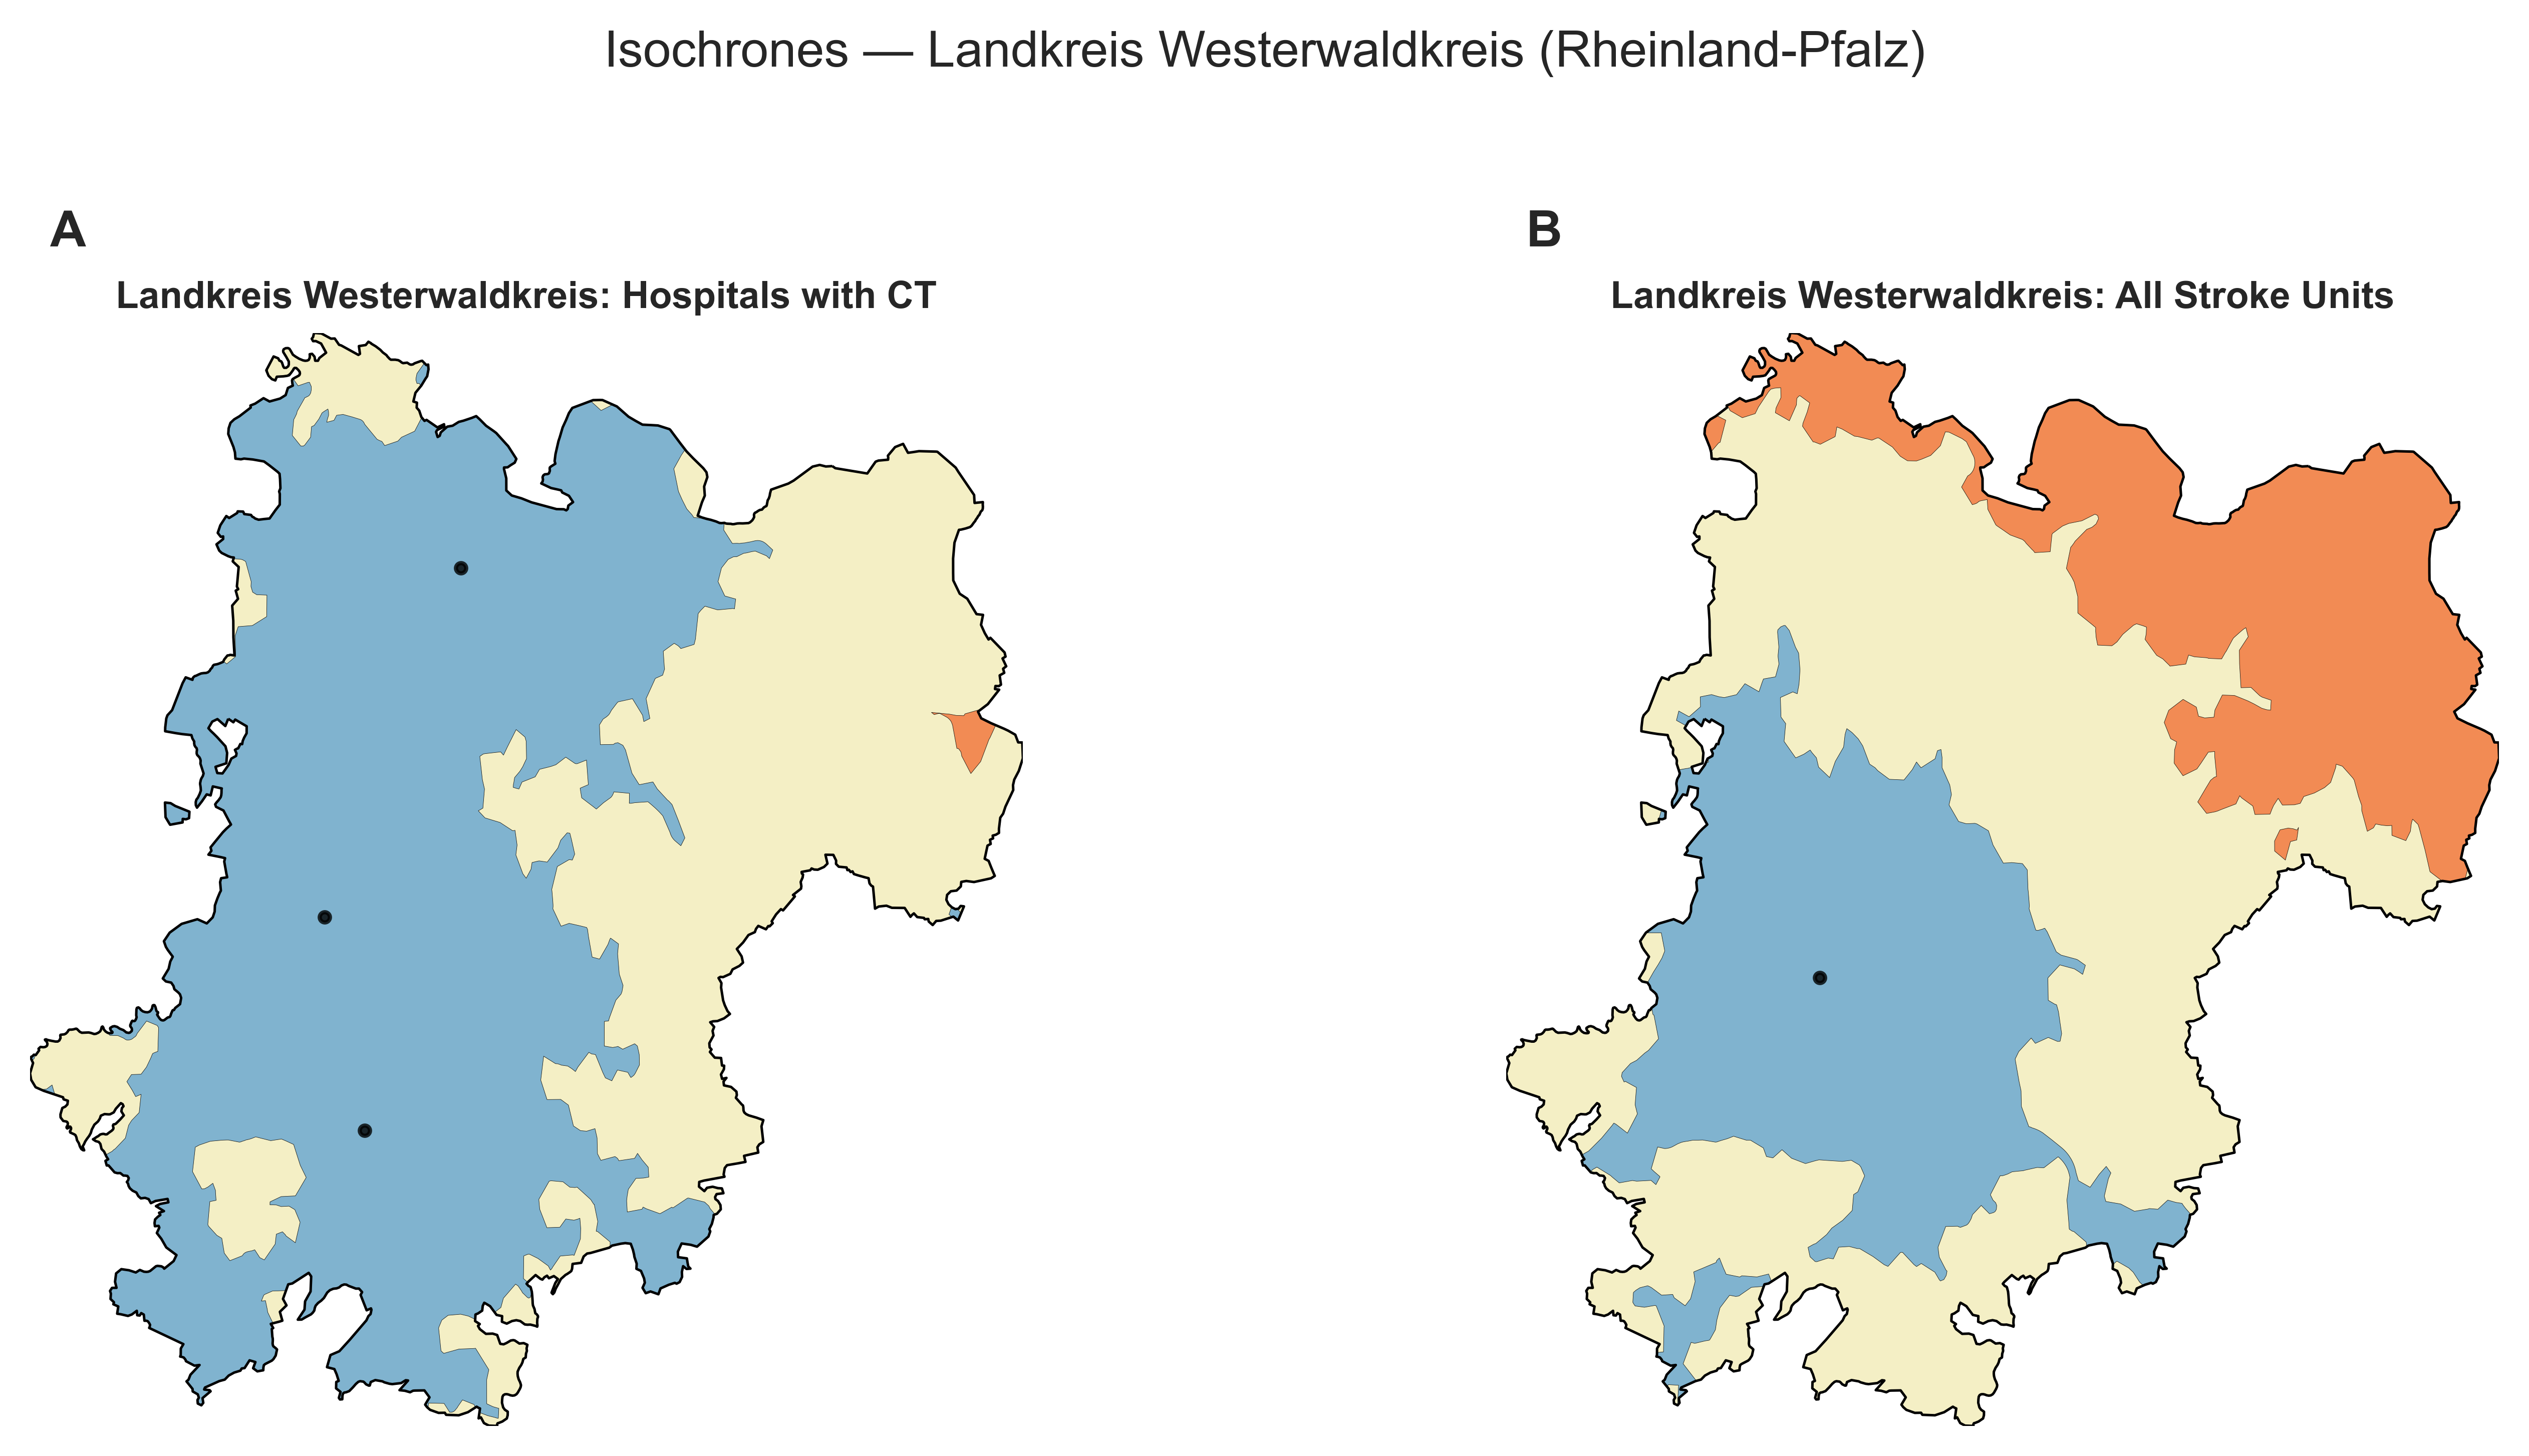 Isochrones — Landkreis Westerwaldkreis (Rheinland-Pfalz)
A
Landkreis Westerwaldkreis: Hospitals with CT
B
Landkreis Westerwaldkreis: All Stroke Units